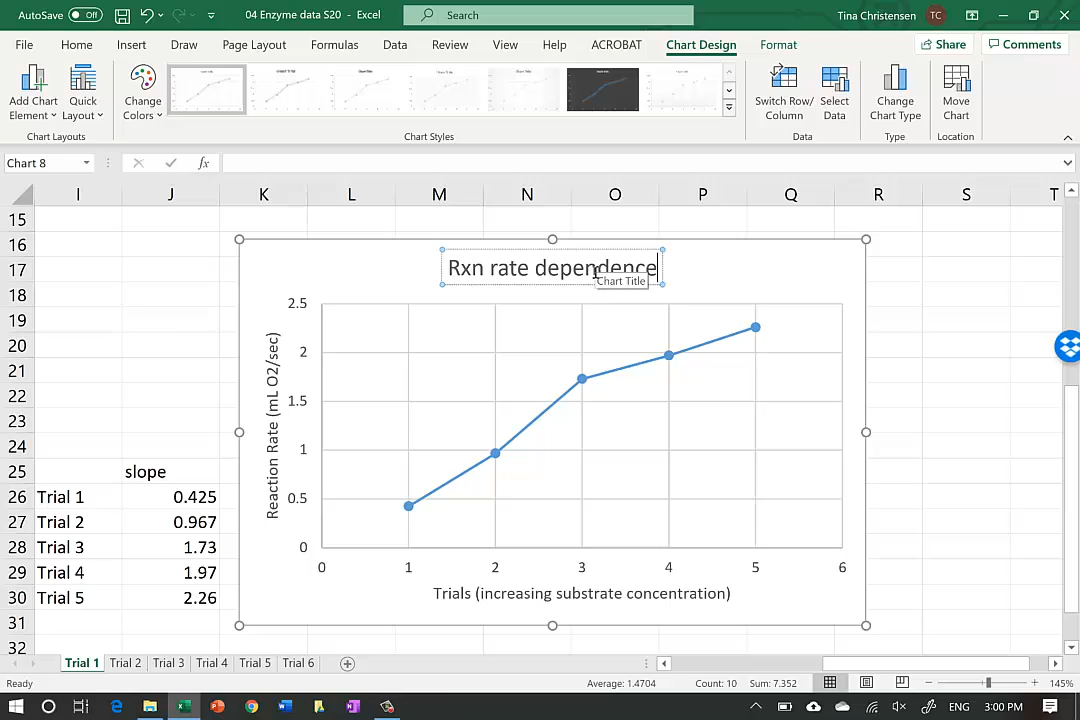 AutoSave Off 04 Enzyme data S20 - Excel Search Tina Christensen TC
File Home Insert Draw Page Layout Formulas Data Review View Help ACROBAT Chart Design Format Share Comments
Add Chart Element Quick Layout Change Colors Switch Row/ Column Select Data Change Chart Type Move Chart
Chart Layouts Chart Styles Data Type Location
Chart 8 fx
I J K L M N O P Q R S T
15
16
17 Rxn rate dependence
Chart Title
18
19 2.5
20 2
21
22 1.5
23
24 1
25 slope
26 Trial 1 0.425 0.5
27 Trial 2 0.967
28 Trial 3 1.73 0
29 Trial 4 1.97 0 1 2 3 4 5 6
30 Trial 5 2.26 Trials (increasing substrate concentration)
Reaction Rate (mL O2/sec)
31
32
Trial 1 Trial 2 Trial 3 Trial 4 Trial 5 Trial 6
Ready Average: 1.4704 Count: 10 Sum: 7.352 145%
ENG 3:00 PM